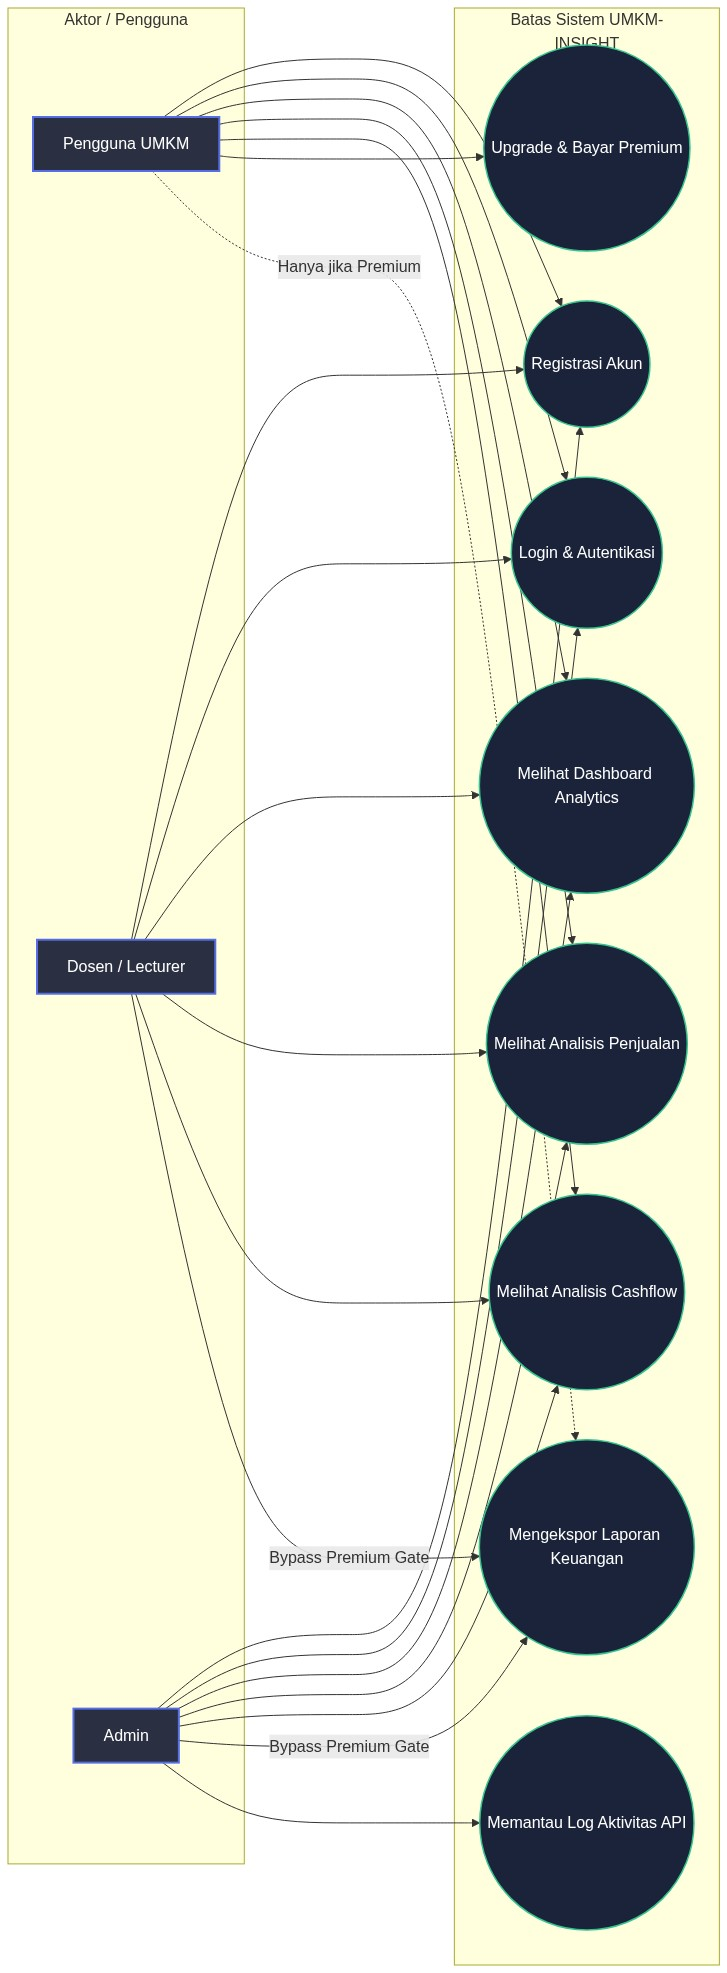 Aktor / Pengguna
Batas Sistem UMKM-
INSIGHT
Pengguna UMKM
Upgrade & Bayar Premium
Hanya jika Premium
Registrasi Akun
Login & Autentikasi
Melihat Dashboard
Analytics
Dosen / Lecturer
Melihat Analisis Penjualan
Melihat Analisis Cashflow
Mengekspor Laporan
Keuangan
Bypass Premium Gate
Admin
Bypass Premium Gate
Memantau Log Aktivitas API